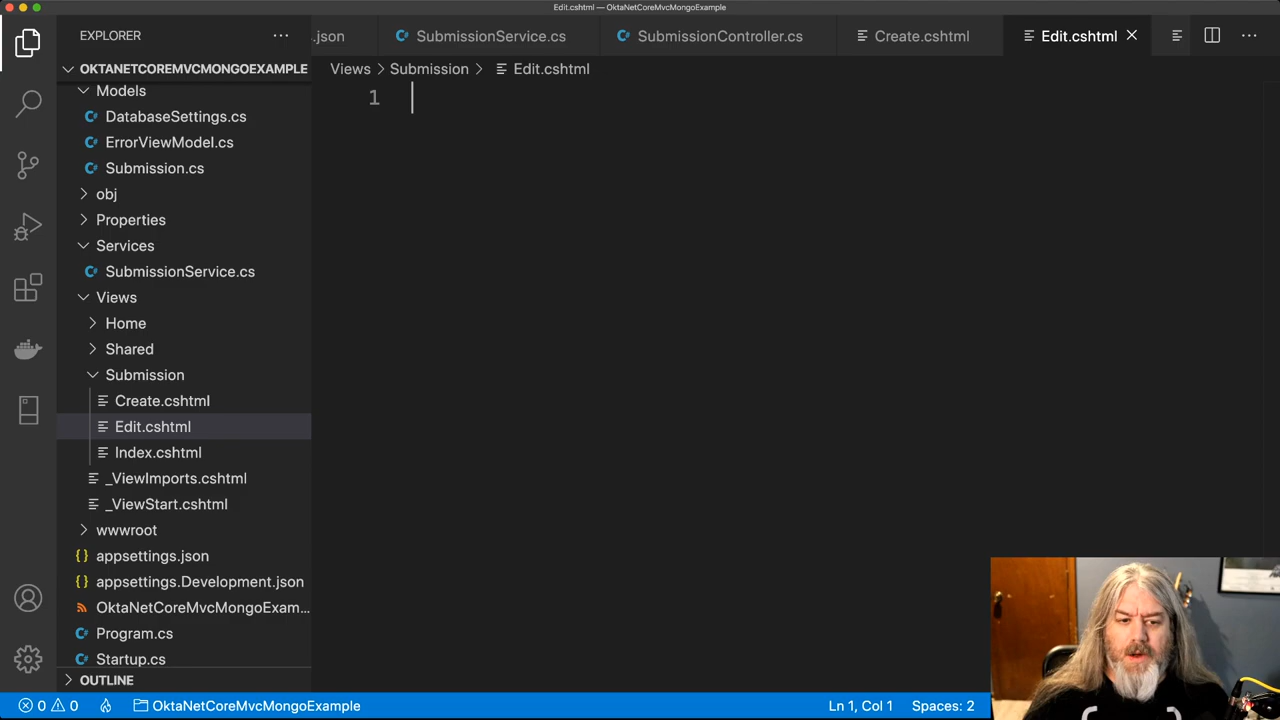 Edit.cshtml — OktaNetCoreMvcMongoExample
EXPLORER
.json
SubmissionService.cs
SubmissionController.cs
Create.cshtml
Edit.cshtml
OKTANETCOREMVCMONGOEXAMPLE
Views > Submission > Edit.cshtml
1
Models
DatabaseSettings.cs
ErrorViewModel.cs
Submission.cs
obj
Properties
Services
SubmissionService.cs
Views
Home
Shared
Submission
Create.cshtml
Edit.cshtml
Index.cshtml
_ViewImports.cshtml
_ViewStart.cshtml
wwwroot
{} appsettings.json
{} appsettings.Development.json
OktaNetCoreMvcMongoExam...
Program.cs
Startup.cs
OUTLINE
0 0 OktaNetCoreMvcMongoExample
Ln 1, Col 1
Spaces: 2